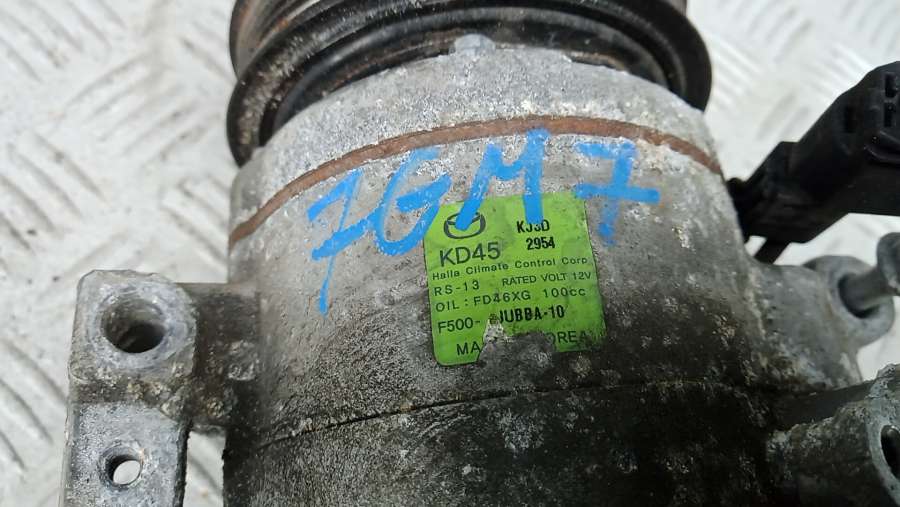 7GM7
KJ3D
KD45 2954
Halla Climate Control Corp
RS-13 RATED VOLT 12V
OIL : FD46XG 100cc
F500- JUBBA-10
MA OREA